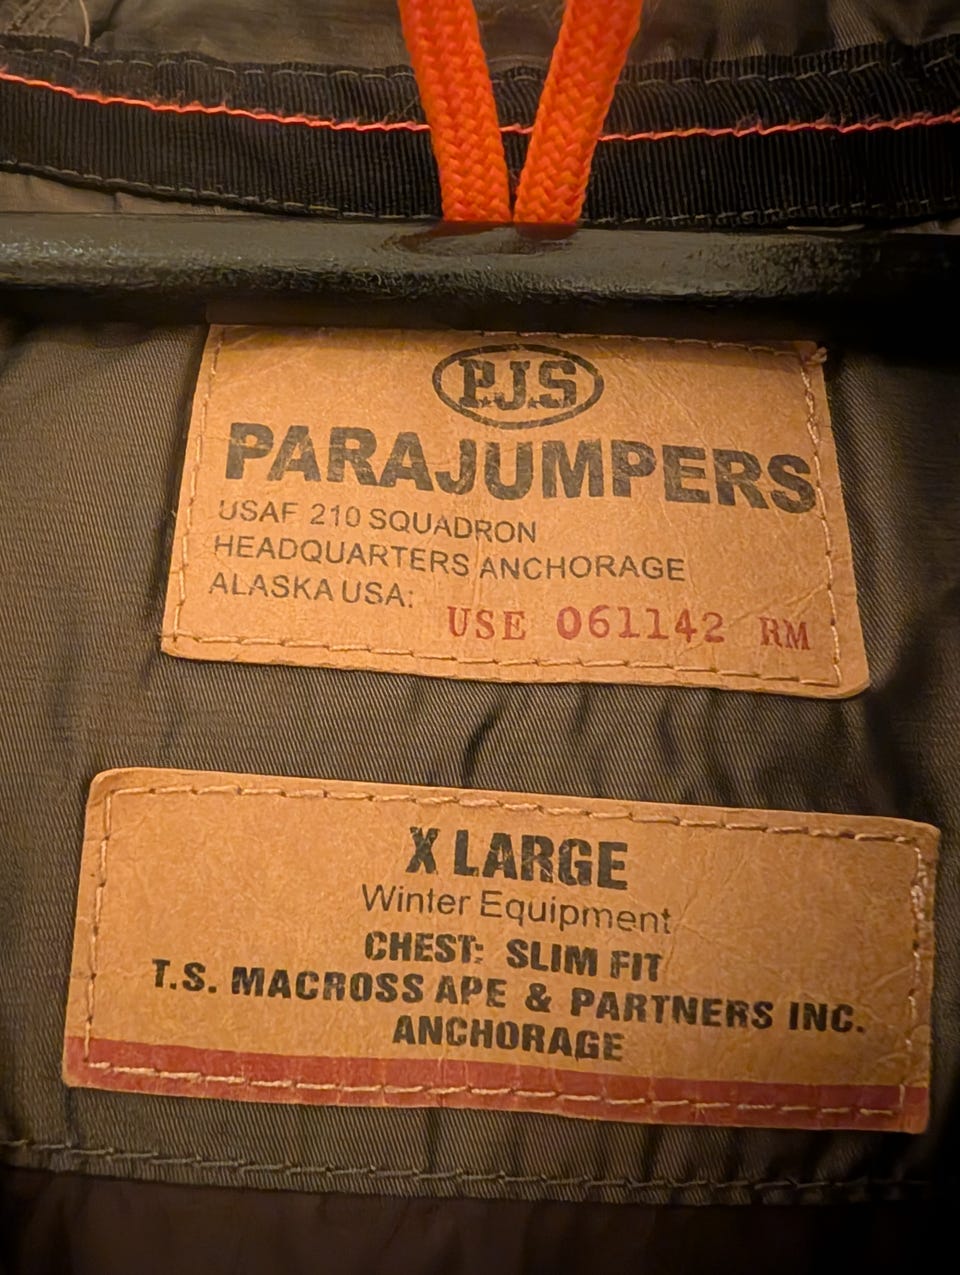 P.J.S
PARAJUMPERS
USAF 210 SQUADRON
HEADQUARTERS ANCHORAGE
ALASKA USA: USE 061142 RM
X LARGE
Winter Equipment
CHEST: SLIM FIT
T.S. MACROSS APE & PARTNERS INC.
ANCHORAGE